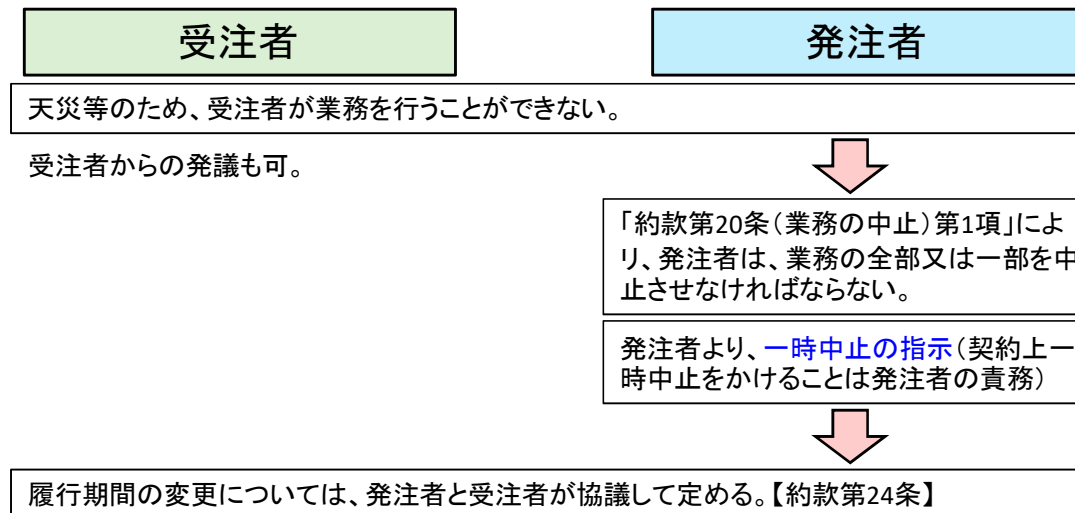 受注者
発注者
天災等のため、受注者が業務を行うことができない。
受注者からの発議も可。
「約款第20条(業務の中止)第1項」によ
り、発注者は、業務の全部又は一部を中
止させなければならない。
発注者より、一時中止の指示(契約上一
時中止をかけることは発注者の責務)
履行期間の変更については、発注者と受注者が協議して定める。【約款第24条】